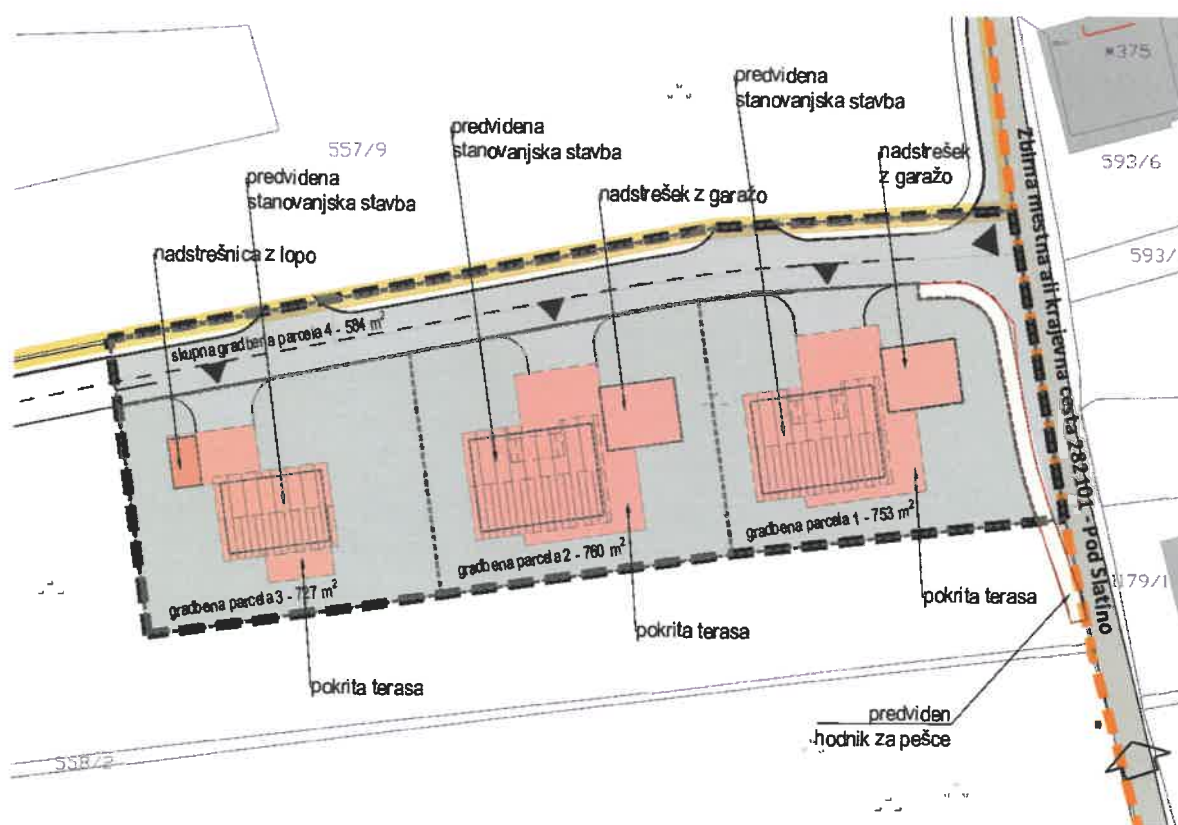 predvidena
stanovanjska stavba
*375
predvidena
stanovanjska stavba
557/9
nadstrešek
z garažo
593/6
predvidena
stanovanjska stavba
nadstrešek z garažo
nadstrešnica z lopo
593/
skupna gradbena parcela 4 - 584 m²
Zbirna mestna ali krajevna cesta 282101 - Pod Slatino
gradbena parcela 1 - 753 m²
gradbena parcela 2 - 760 m²
gradbena parcela 3 - 727 m²
1179/1
pokrita terasa
pokrita terasa
pokrita terasa
predviden
hodnik za pešce
558/2